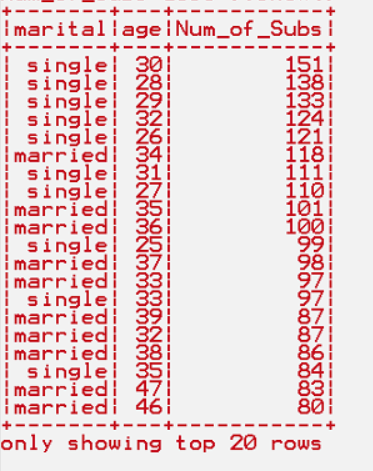 +-------+---+-----------+
|marital|age|Num_of_Subs|
+-------+---+-----------+
| single| 30|        151|
| single| 28|        138|
| single| 29|        133|
| single| 32|        124|
| single| 26|        121|
|married| 34|        118|
| single| 31|        111|
| single| 27|        110|
|married| 35|        101|
|married| 36|        100|
| single| 25|         99|
|married| 37|         98|
|married| 33|         97|
| single| 33|         97|
|married| 39|         87|
|married| 32|         87|
|married| 38|         86|
| single| 35|         84|
|married| 47|         83|
|married| 46|         80|
+-------+---+-----------+
only showing top 20 rows